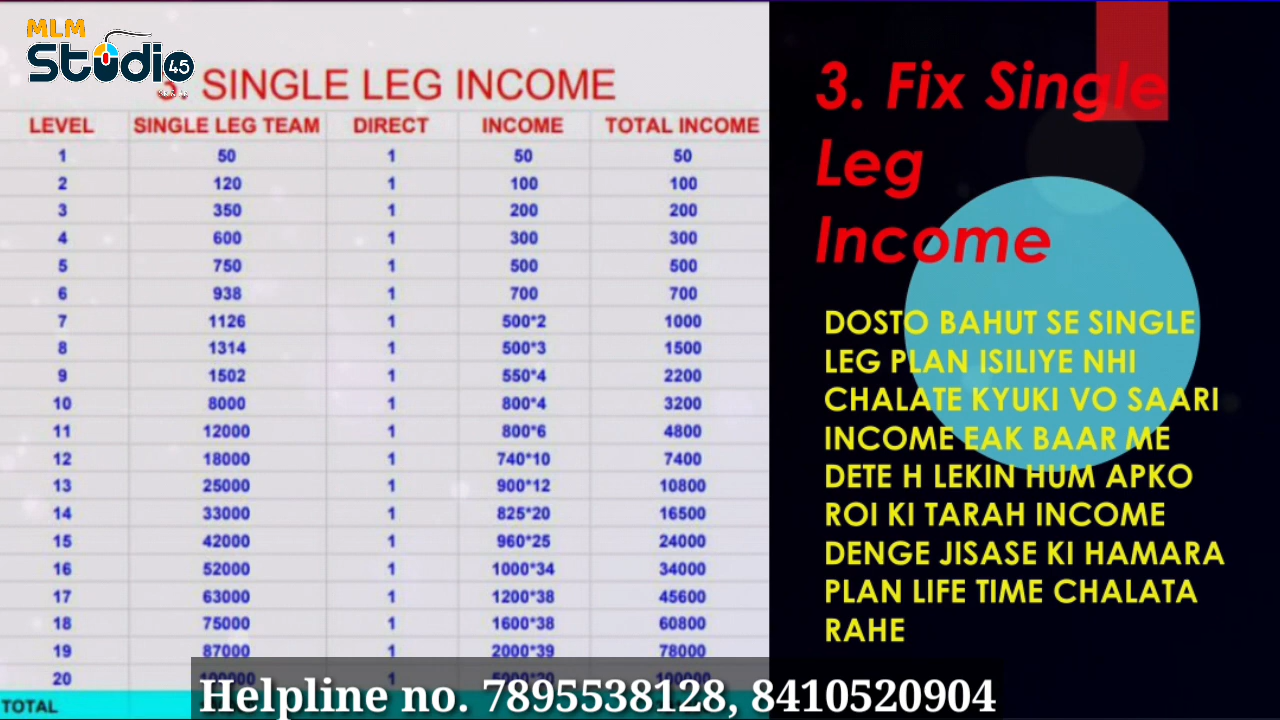 MLM
Studio 45
SINGLE LEG INCOME
LEVEL SINGLE LEG TEAM DIRECT INCOME TOTAL INCOME
1 50 1 50 50
2 120 1 100 100
3 350 1 200 200
4 600 1 300 300
5 750 1 500 500
6 938 1 700 700
7 1126 1 500*2 1000
8 1314 1 500*3 1500
9 1502 1 550*4 2200
10 8000 1 800*4 3200
11 12000 1 800*6 4800
12 18000 1 740*10 7400
13 25000 1 900*12 10800
14 33000 1 825*20 16500
15 42000 1 960*25 24000
16 52000 1 1000*34 34000
17 63000 1 1200*38 45600
18 75000 1 1600*38 60800
19 87000 1 2000*39 78000
20
TOTAL
3. Fix Single
Leg
Income
DOSTO BAHUT SE SINGLE
LEG PLAN ISILIYE NHI
CHALATE KYUKI VO SAARI
INCOME EAK BAAR ME
DETE H LEKIN HUM APKO
ROI KI TARAH INCOME
DENGE JISASE KI HAMARA
PLAN LIFE TIME CHALATA
RAHE
Helpline no. 7895538128, 8410520904